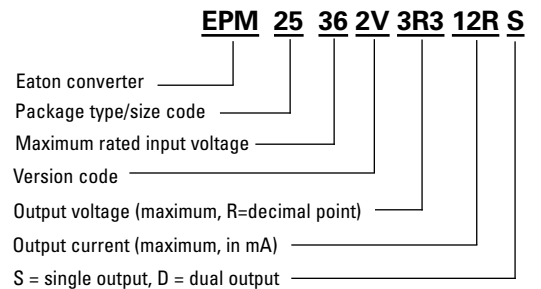 EPM 25 36 2V 3R3 12R S
Eaton converter
Package type/size code
Maximum rated input voltage
Version code
Output voltage (maximum, R=decimal point)
Output current (maximum, in mA)
S = single output, D = dual output